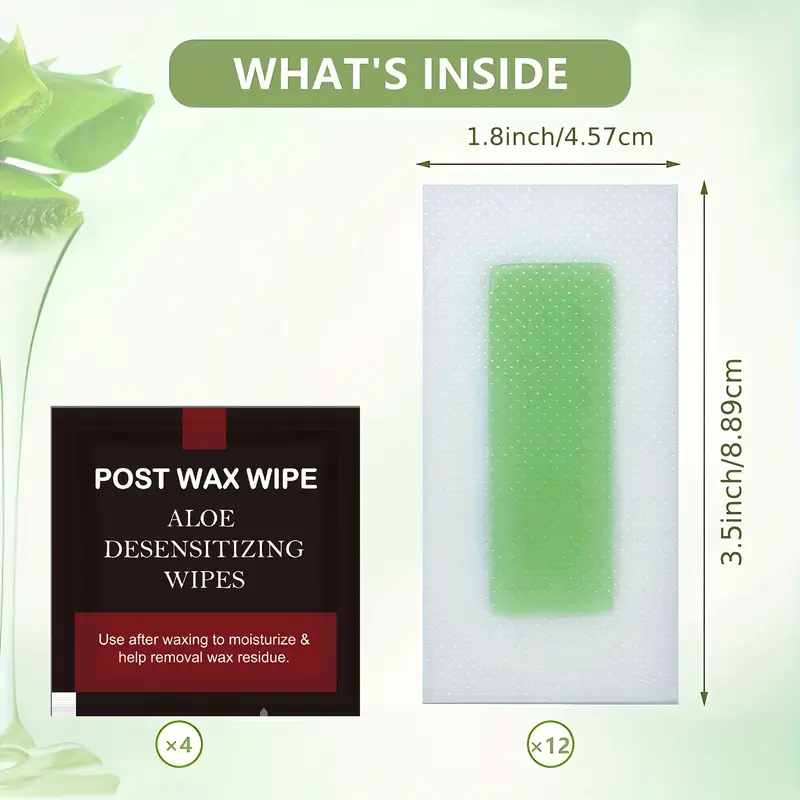 WHAT'S INSIDE
1.8inch/4.57cm
3.5inch/8.89cm
POST WAX WIPE
ALOE
DESENSITIZING
WIPES
Use after waxing to moisturize &
help removal wax residue.
×4
×12